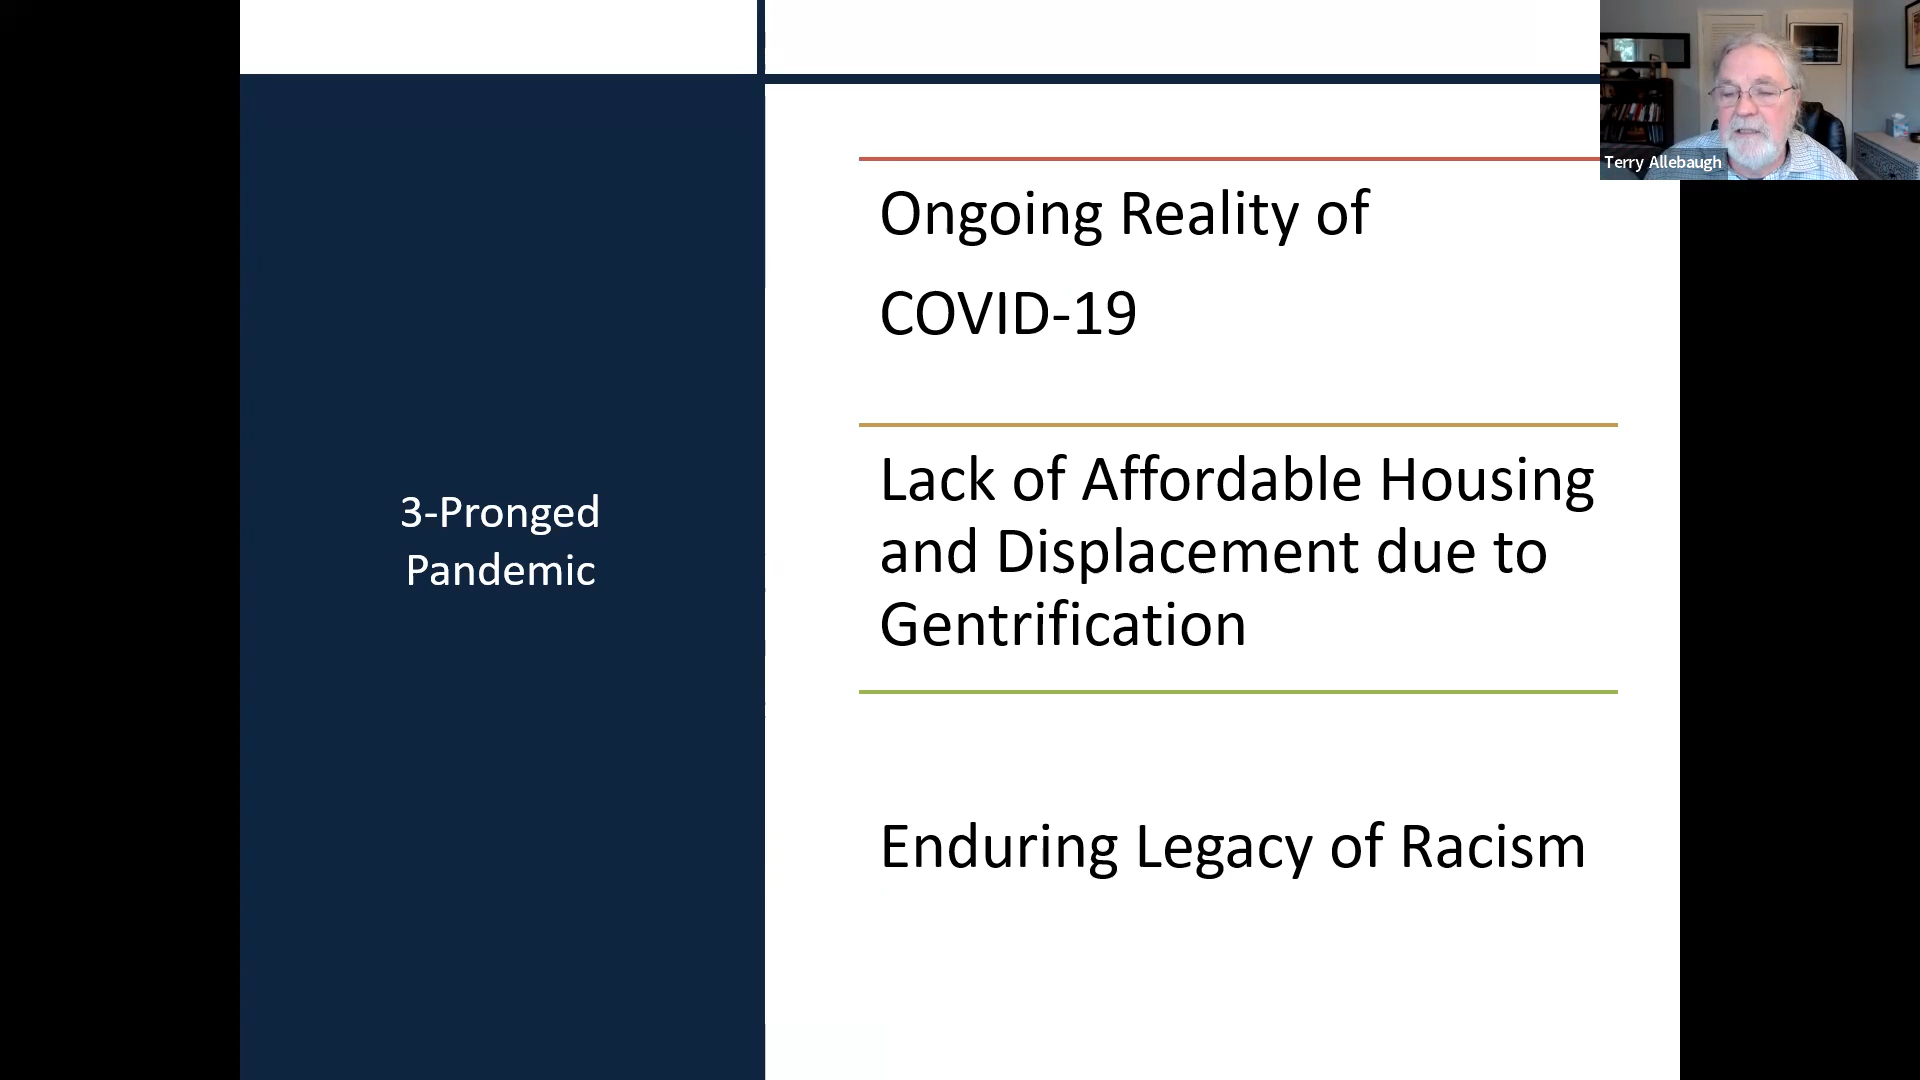 Terry Allebaugh
3-Pronged
Pandemic
Ongoing Reality of
COVID-19
Lack of Affordable Housing
and Displacement due to
Gentrification
Enduring Legacy of Racism